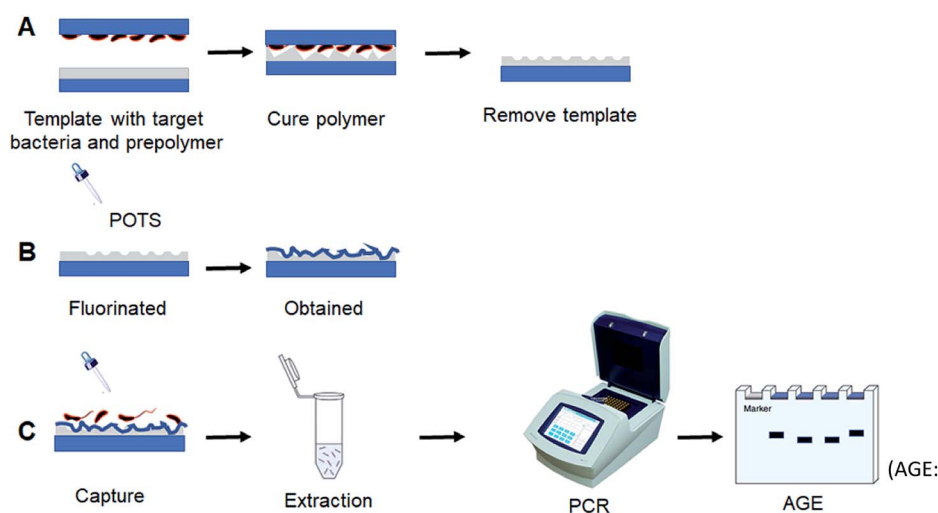 A
Template with target
bacteria and prepolymer
Cure polymer
Remove template
POTS
B
Fluorinated
Obtained
C
Capture
Extraction
PCR
Marker
AGE
(AGE: